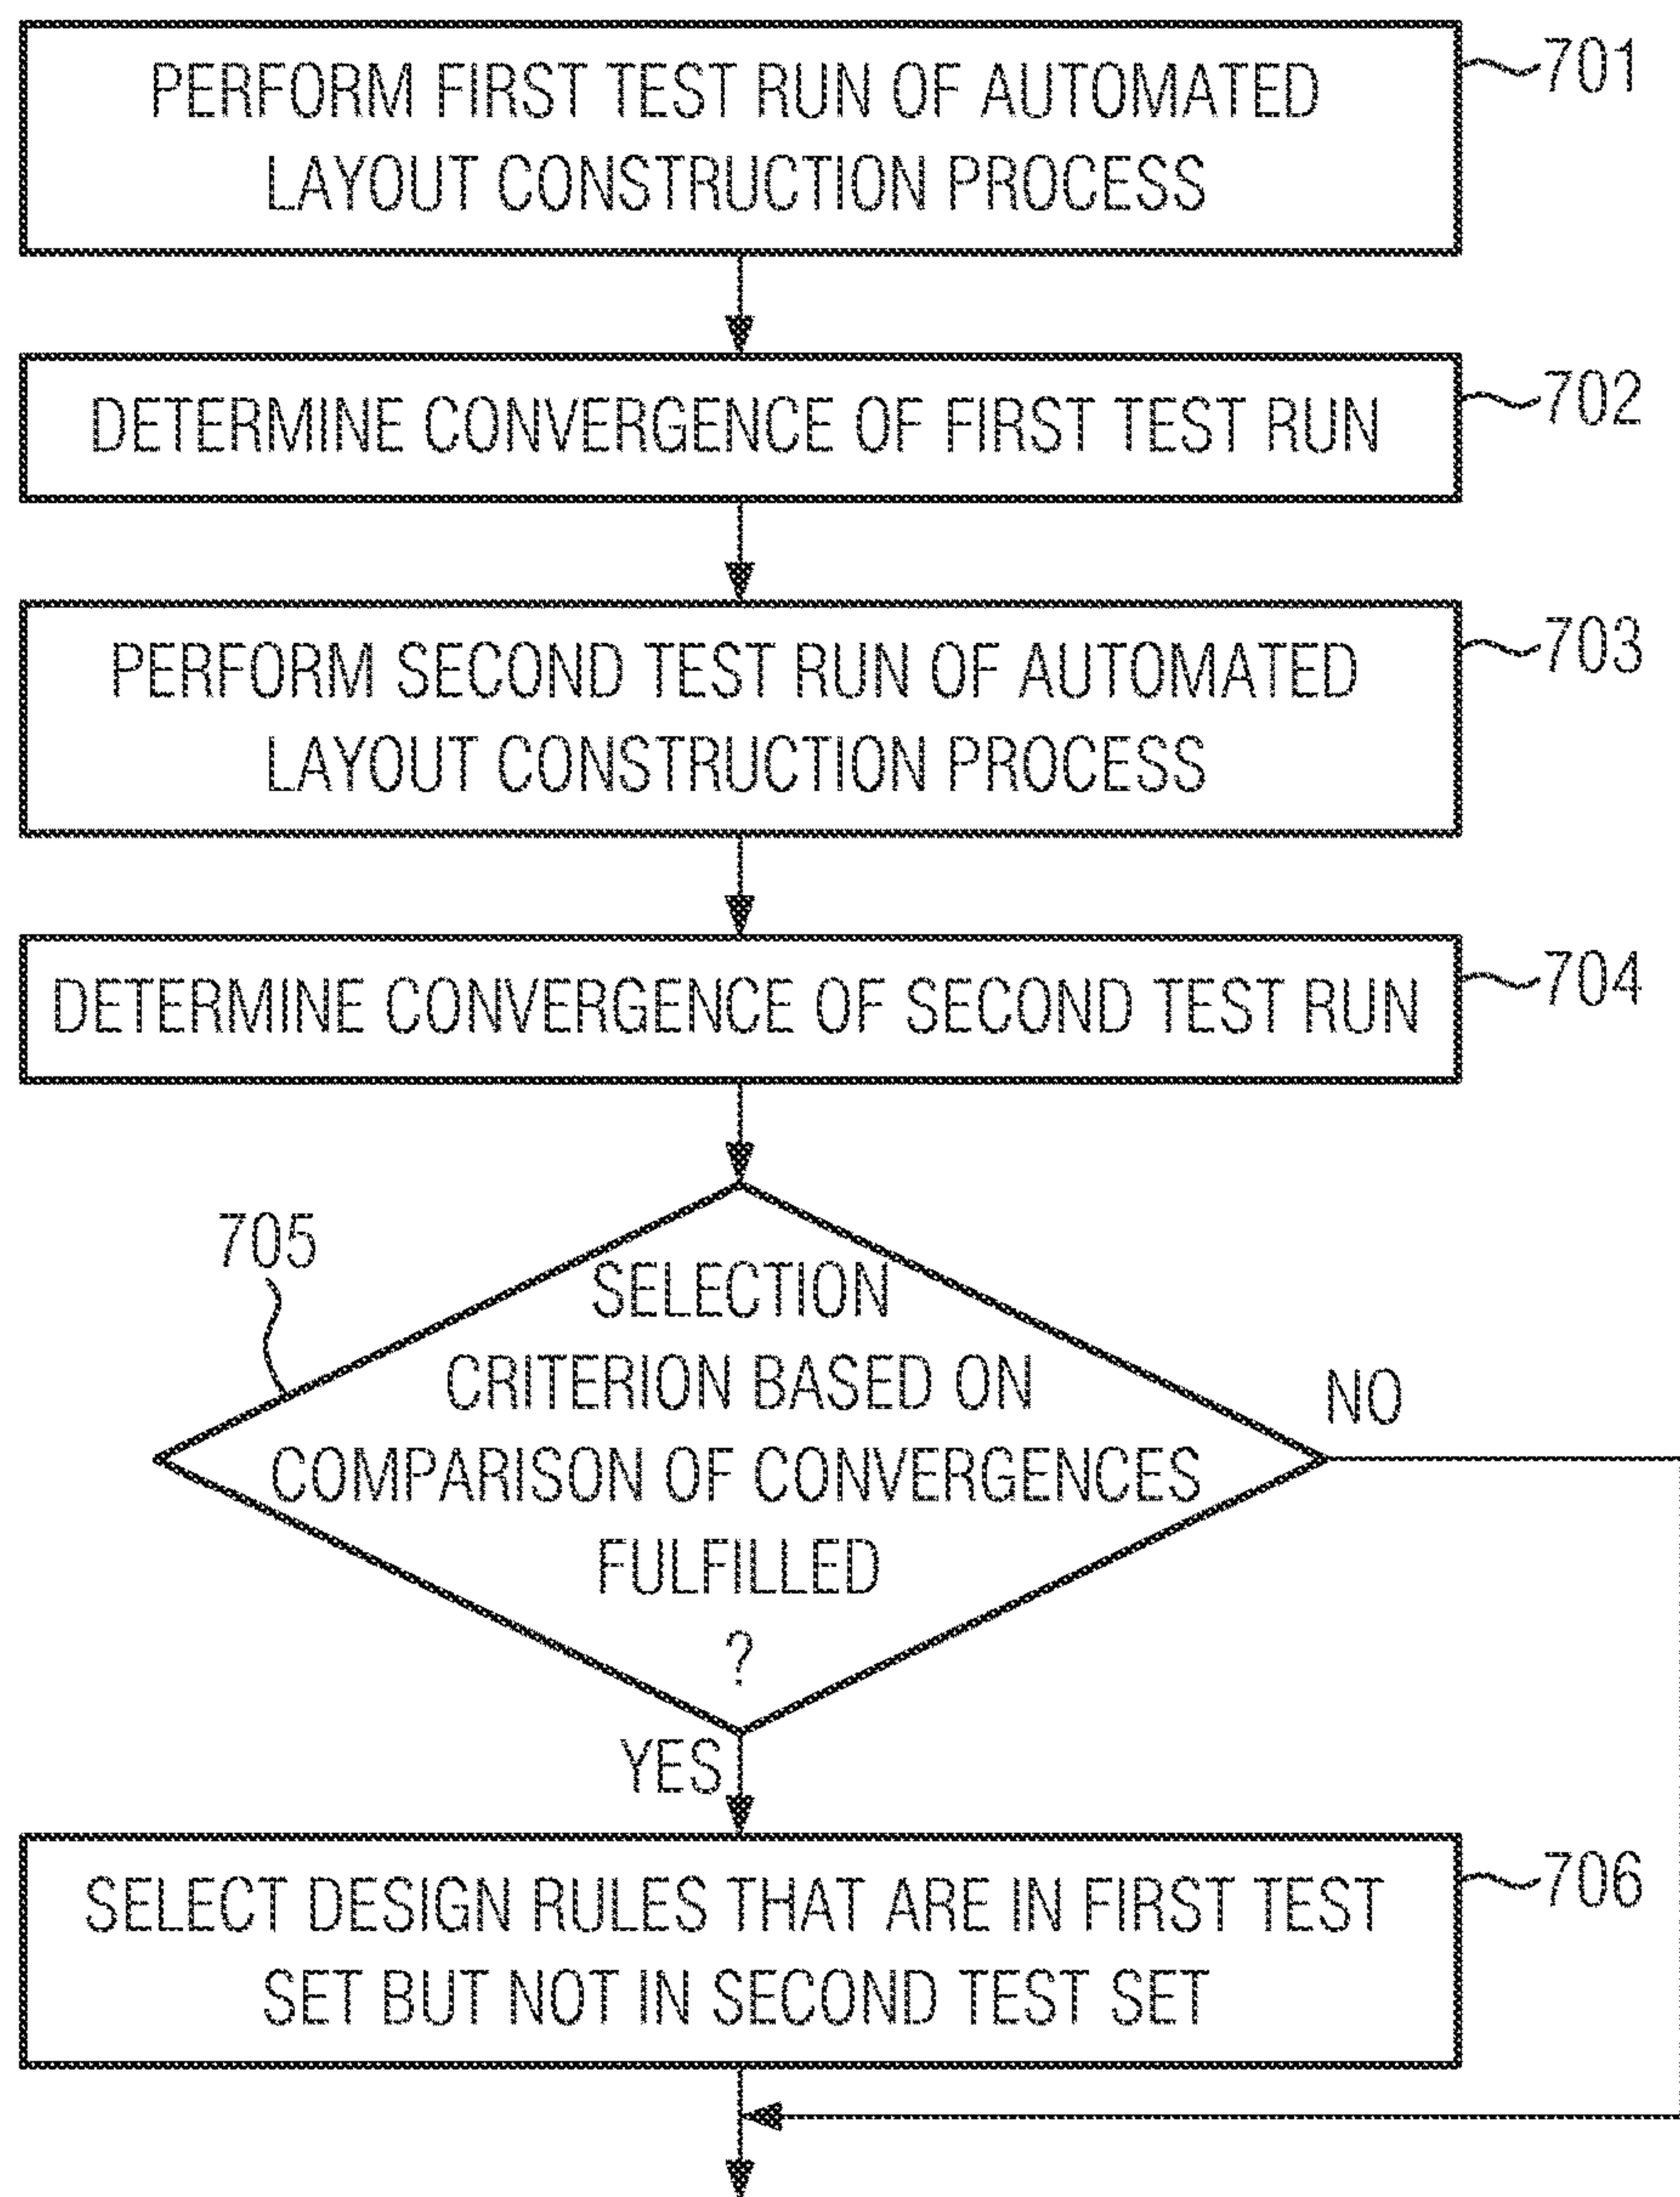 PERFORM FIRST TEST RUN OF AUTOMATED
LAYOUT CONSTRUCTION PROCESS
701
DETERMINE CONVERGENCE OF FIRST TEST RUN
702
PERFORM SECOND TEST RUN OF AUTOMATED
LAYOUT CONSTRUCTION PROCESS
703
DETERMINE CONVERGENCE OF SECOND TEST RUN
704
705
SELECTION
CRITERION BASED ON
COMPARISON OF CONVERGENCES
FULFILLED
?
NO
YES
SELECT DESIGN RULES THAT ARE IN FIRST TEST
SET BUT NOT IN SECOND TEST SET
706